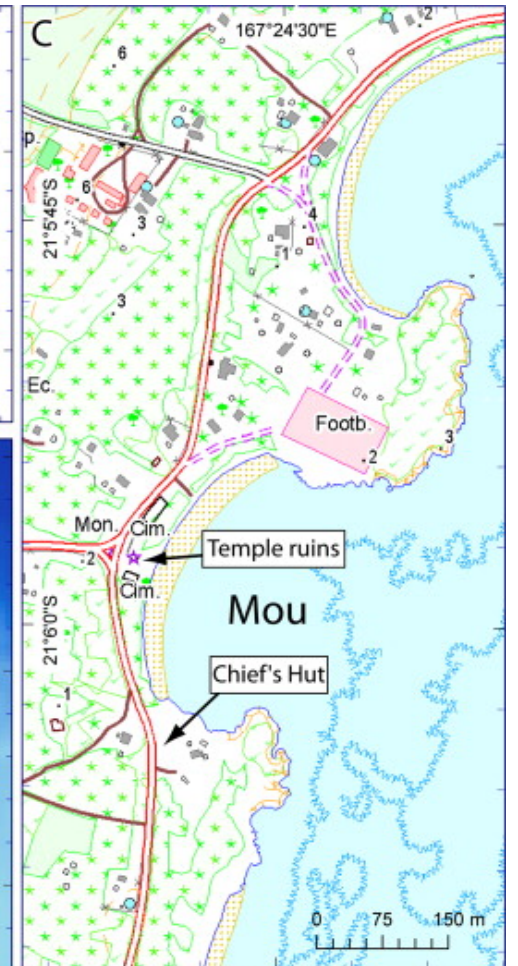 C
167°24'30"E
2
6
p.
6
21°5'45"S
3
4
1
3
Ec.
Footb.
2
3
Mon.
Cim.
2
Temple ruins
Cim.
Mou
21°6'0"S
Chief's Hut
1
0 75 150 m